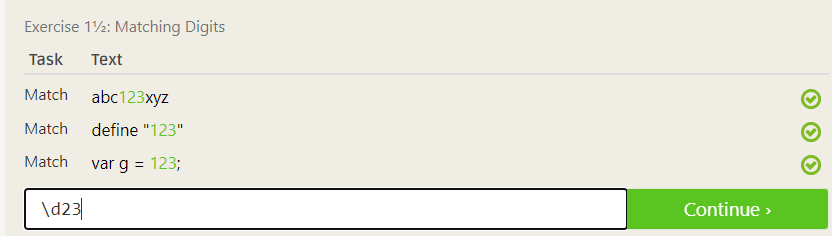 Exercise 1½: Matching Digits
Task Text
Match abc123xyz
Match define "123"
Match var g = 123;
\d23 Continue ›